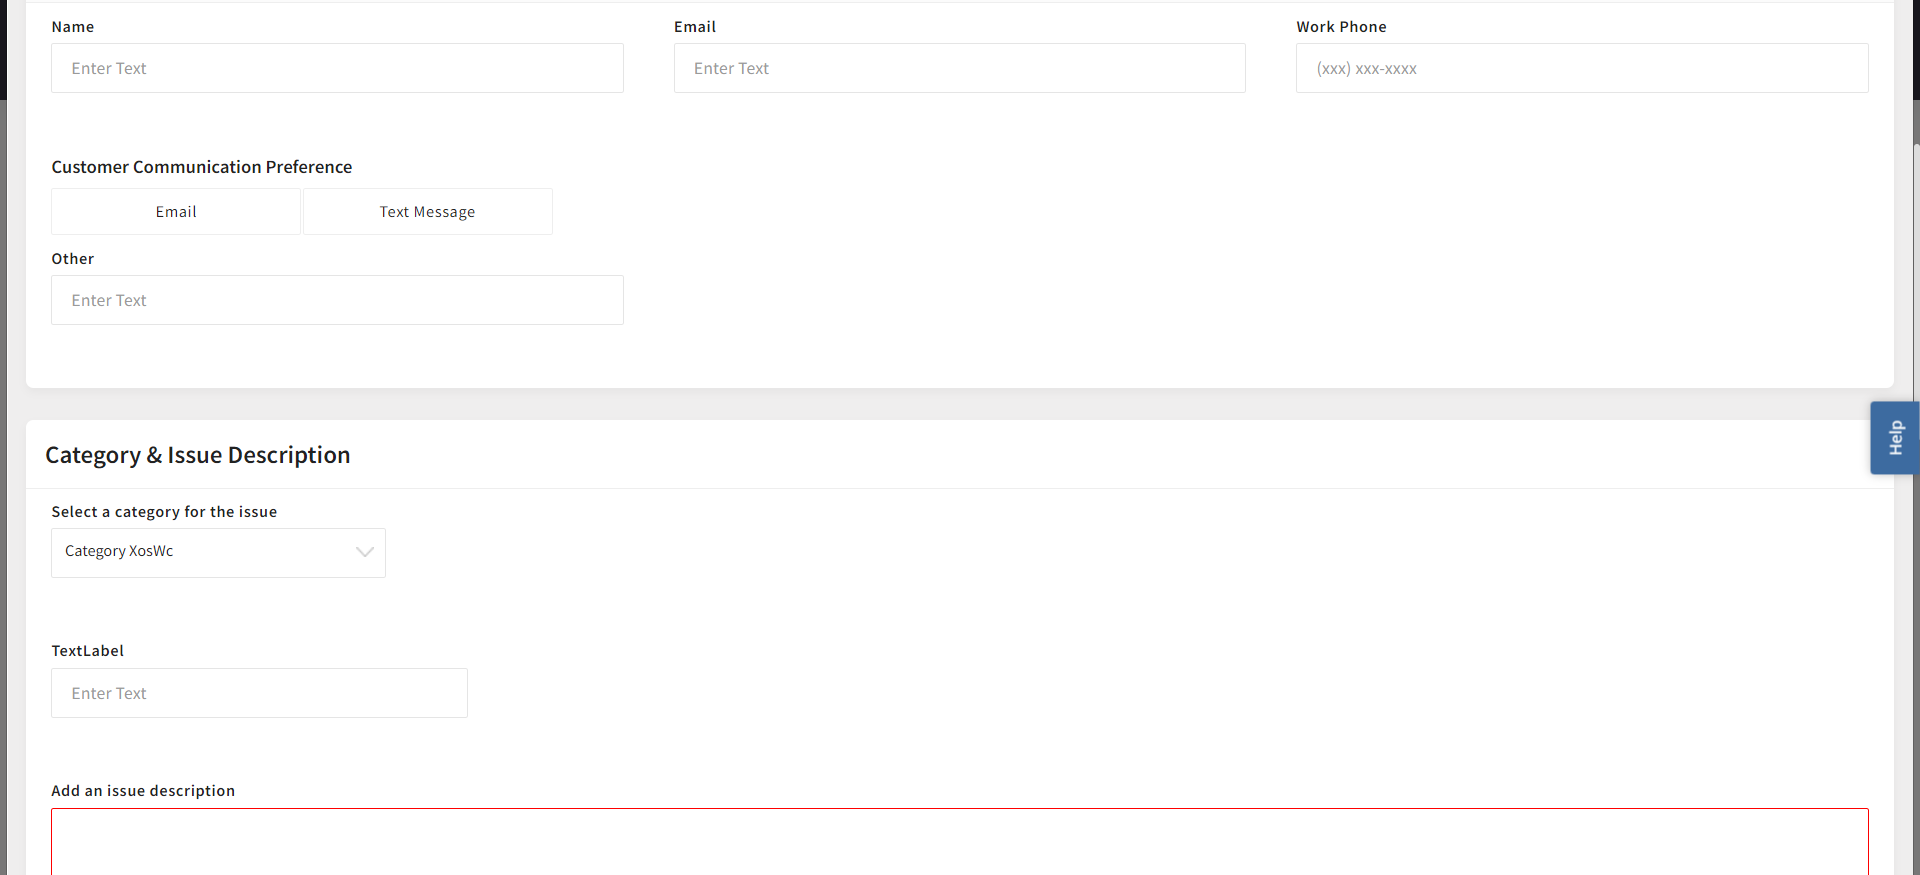 Name
Email
Work Phone
Enter Text
Enter Text
(xxx) xxx-xxxx
Customer Communication Preference
Email
Text Message
Other
Enter Text
Help
Category & Issue Description
Select a category for the issue
Category XosWc
TextLabel
Enter Text
Add an issue description